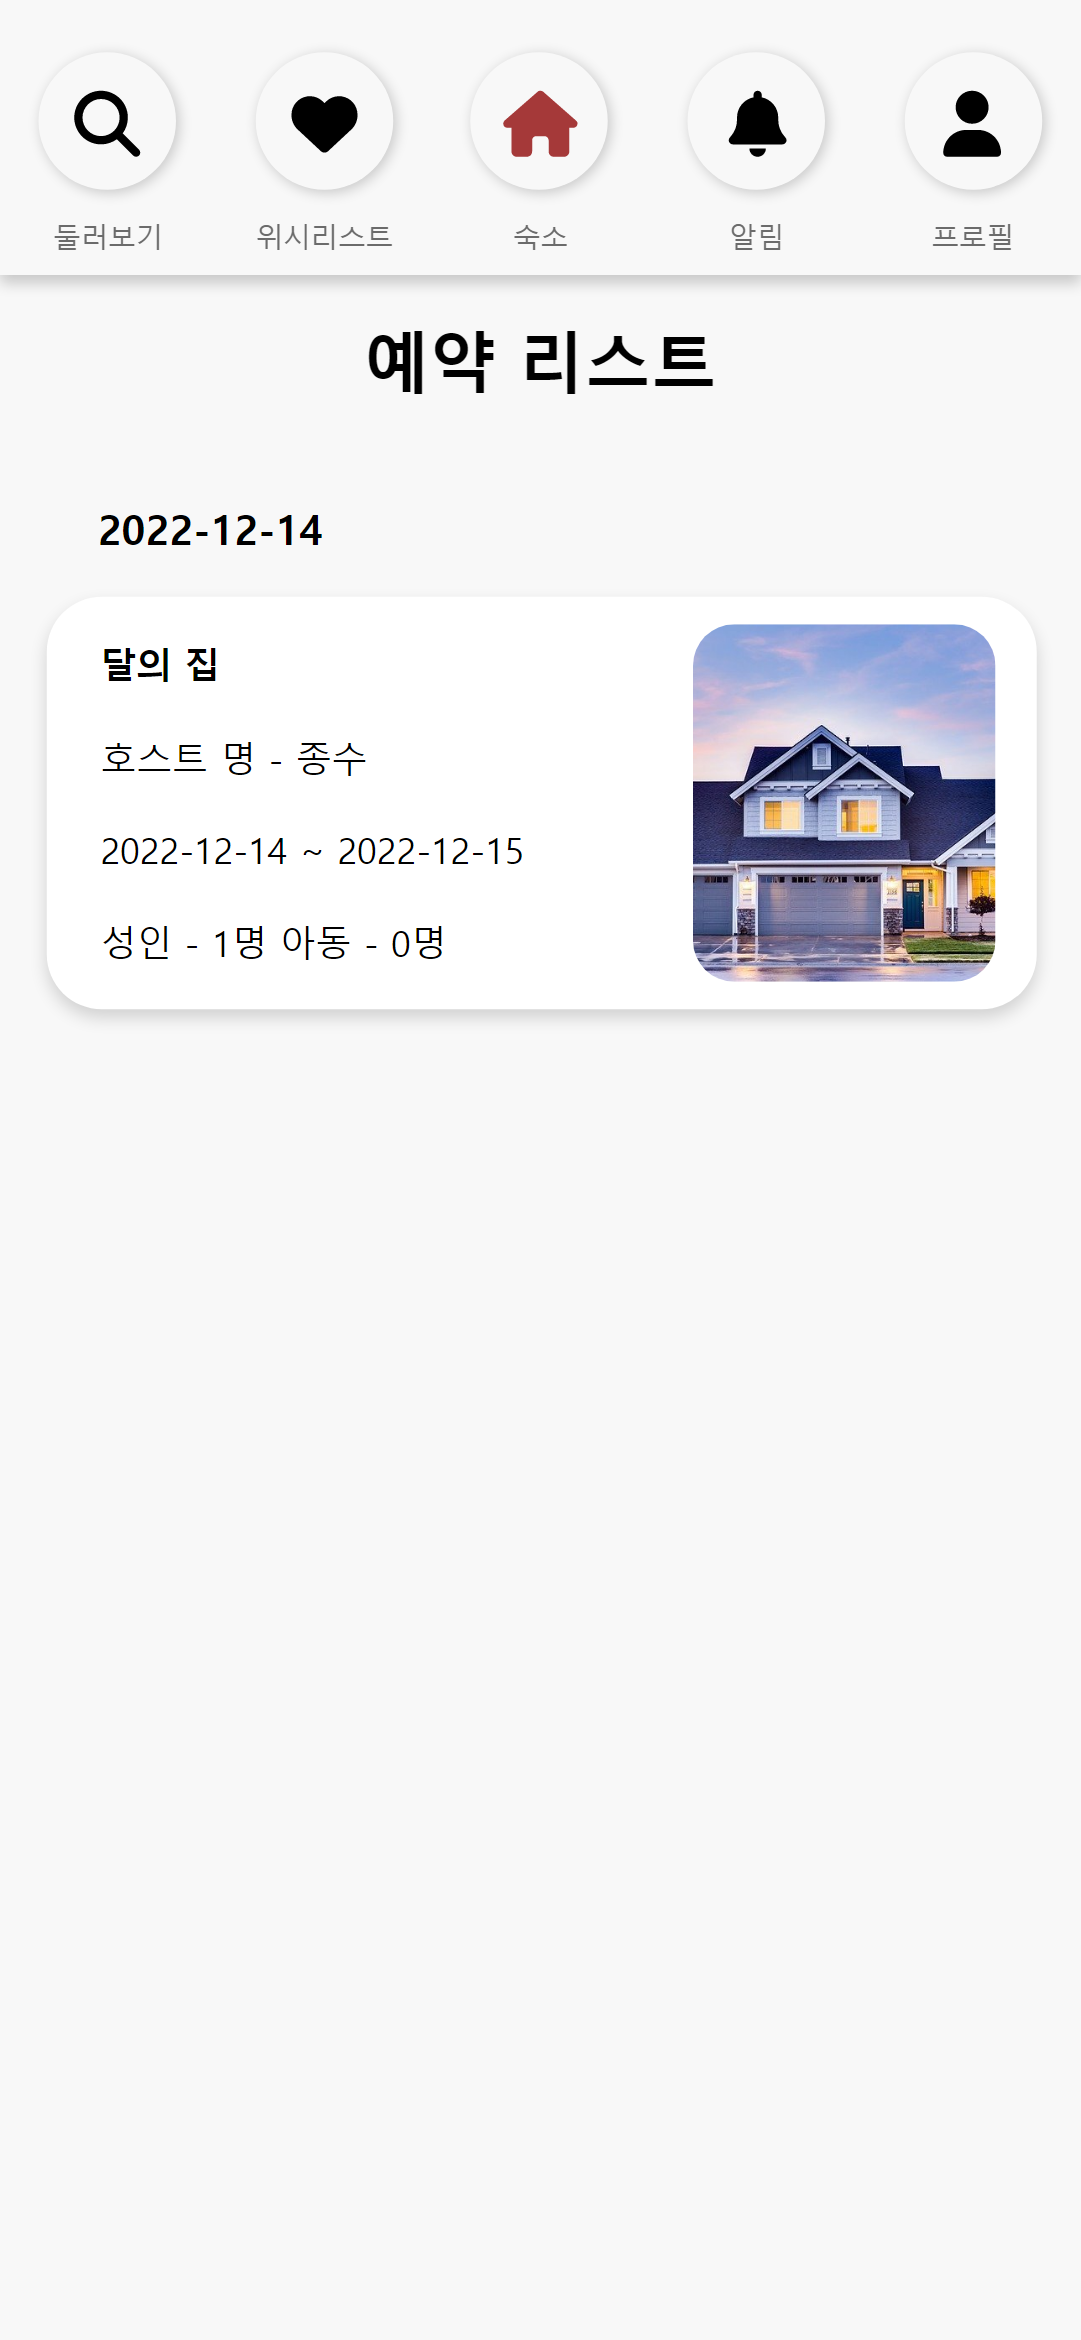 둘러보기 위시리스트 숙소 알림 프로필
예약 리스트
2022-12-14
달의 집
호스트 명 - 종수
2022-12-14 ~ 2022-12-15
성인 - 1명 아동 - 0명